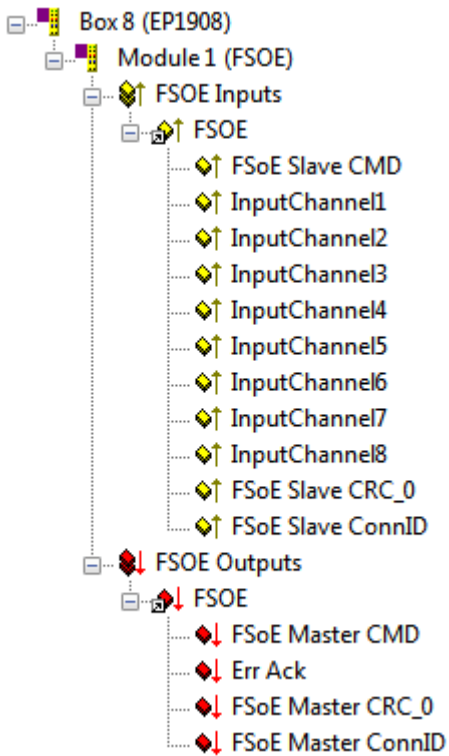 Box 8 (EP1908)
Module 1 (FSOE)
FSOE Inputs
FSOE
FSoE Slave CMD
InputChannel1
InputChannel2
InputChannel3
InputChannel4
InputChannel5
InputChannel6
InputChannel7
InputChannel8
FSoE Slave CRC_0
FSoE Slave ConnID
FSOE Outputs
FSOE
FSoE Master CMD
Err Ack
FSoE Master CRC_0
FSoE Master ConnID